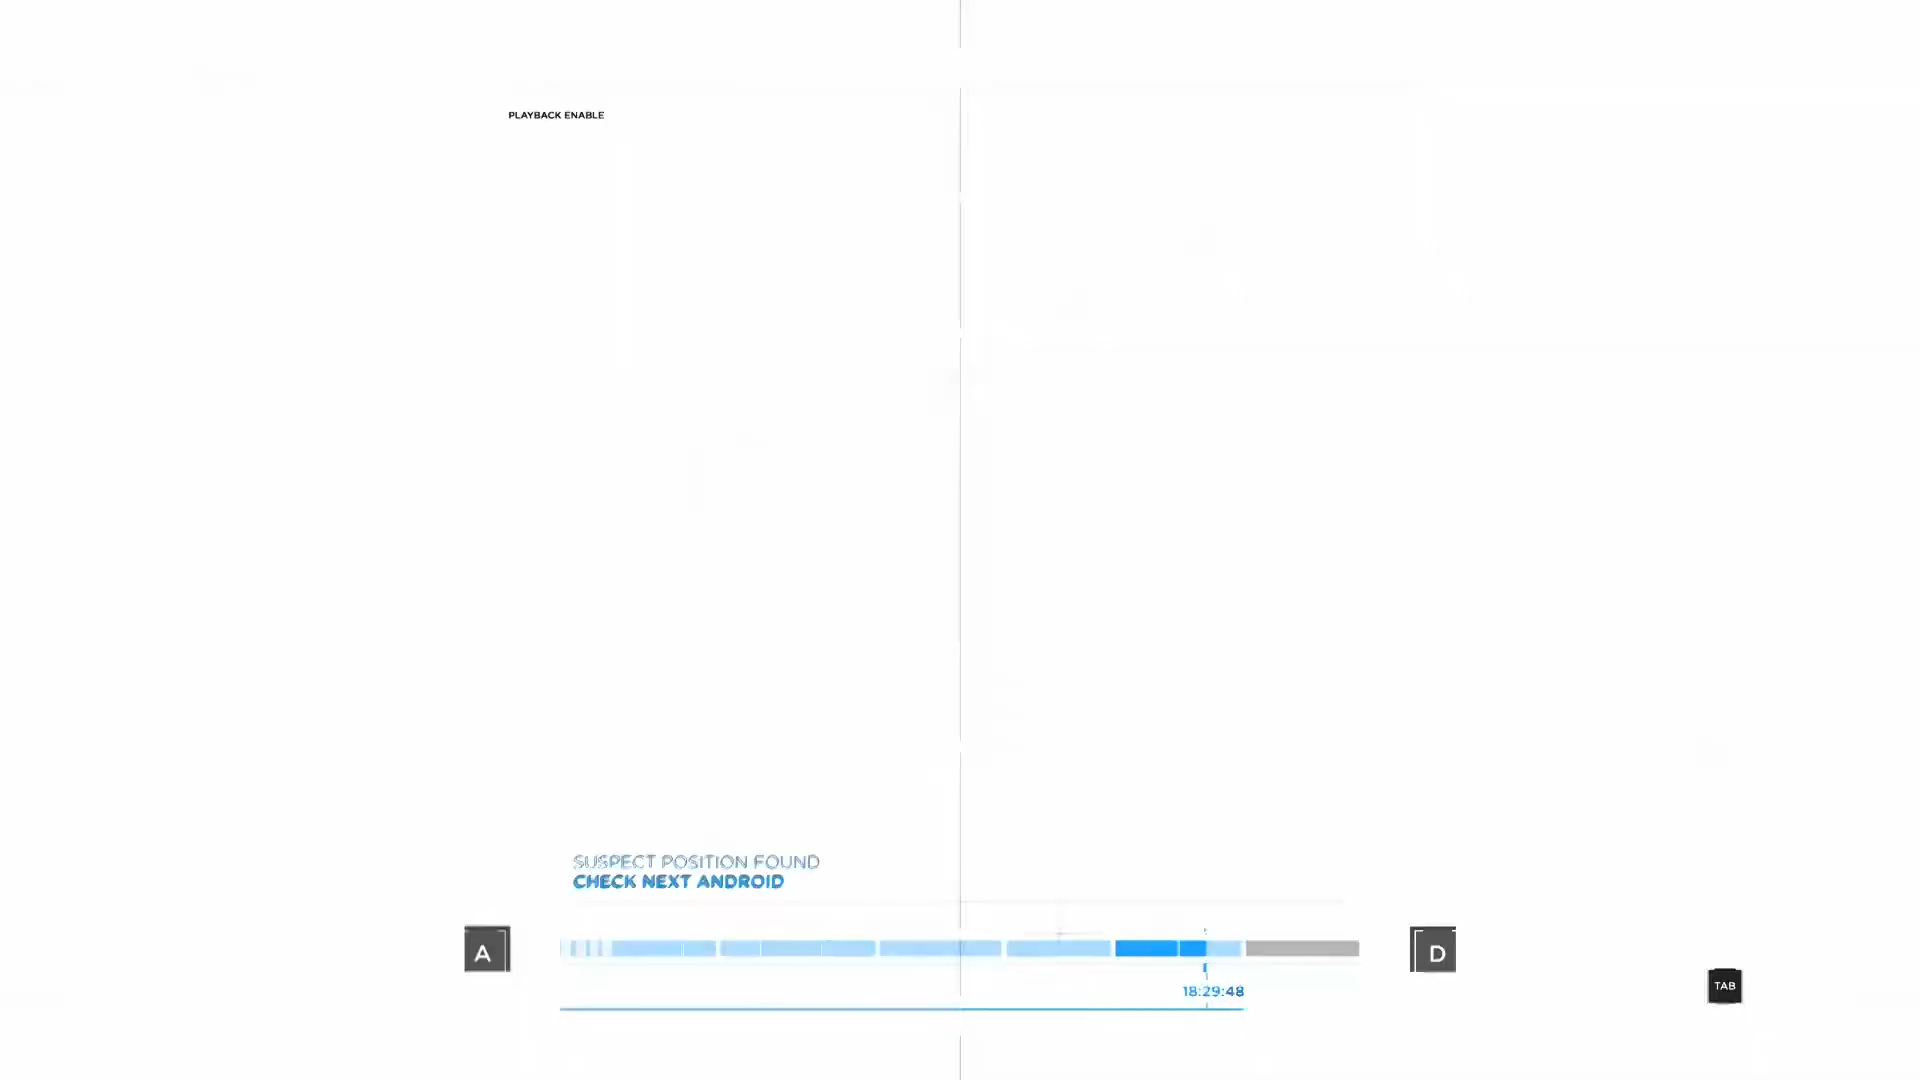 PLAYBACK ENABLE
SUSPECT POSITION FOUND
CHECK NEXT ANDROID
A
D
18:29:48
TAB